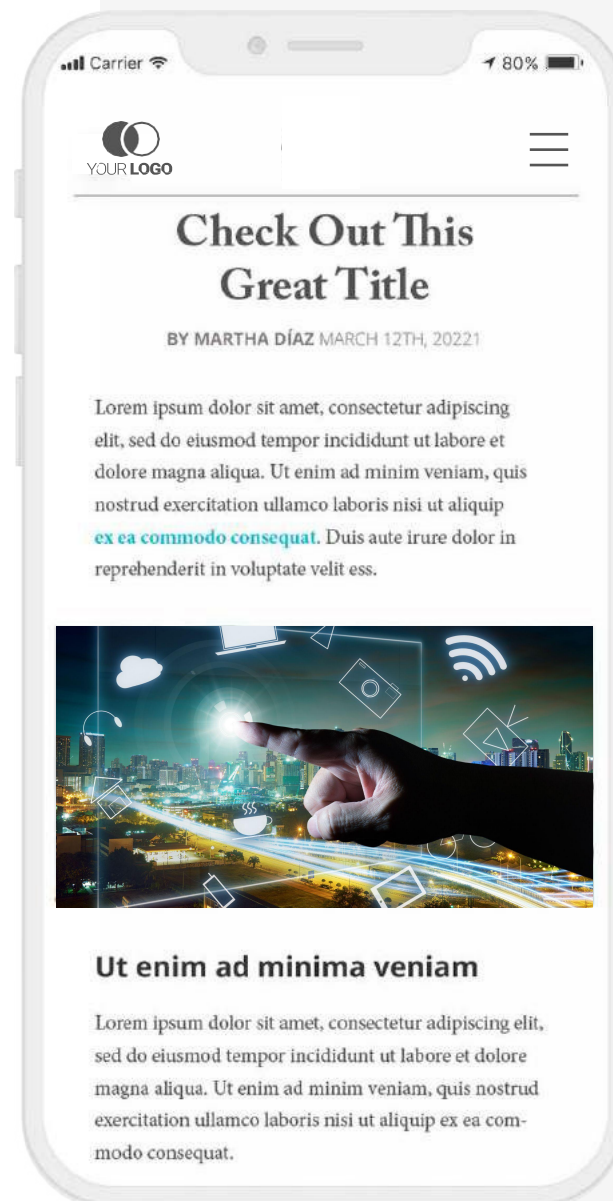 Carrier 80%
YOUR LOGO
Check Out This
Great Title
BY MARTHA DÍAZ MARCH 12TH, 20221
Lorem ipsum dolor sit amet, consectetur adipiscing
elit, sed do eiusmod tempor incididunt ut labore et
dolore magna aliqua. Ut enim ad minim veniam, quis
nostrud exercitation ullamco laboris nisi ut aliquip
ex ea commodo consequat. Duis aute irure dolor in
reprehenderit in voluptate velit ess.
Ut enim ad minima veniam
Lorem ipsum dolor sit amet, consectetur adipiscing elit,
sed do eiusmod tempor incididunt ut labore et dolore
magna aliqua. Ut enim ad minim veniam, quis nostrud
exercitation ullamco laboris nisi ut aliquip ex ea com-
modo consequat.